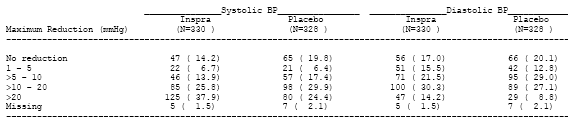 Systolic BP Diastolic BP
Inspra Placebo Inspra Placebo
Maximum Reduction (mmHg) (N=330 ) (N=328 ) (N=330 ) (N=328 )
No reduction 47 ( 14.2) 65 ( 19.8) 56 ( 17.0) 66 ( 20.1)
1 - 5 22 ( 6.7) 21 ( 6.4) 51 ( 15.5) 42 ( 12.8)
>5 - 10 46 ( 13.9) 57 ( 17.4) 71 ( 21.5) 95 ( 29.0)
>10 - 20 85 ( 25.8) 98 ( 29.9) 100 ( 30.3) 89 ( 27.1)
>20 125 ( 37.9) 80 ( 24.4) 47 ( 14.2) 29 ( 8.8)
Missing 5 ( 1.5) 7 ( 2.1) 5 ( 1.5) 7 ( 2.1)